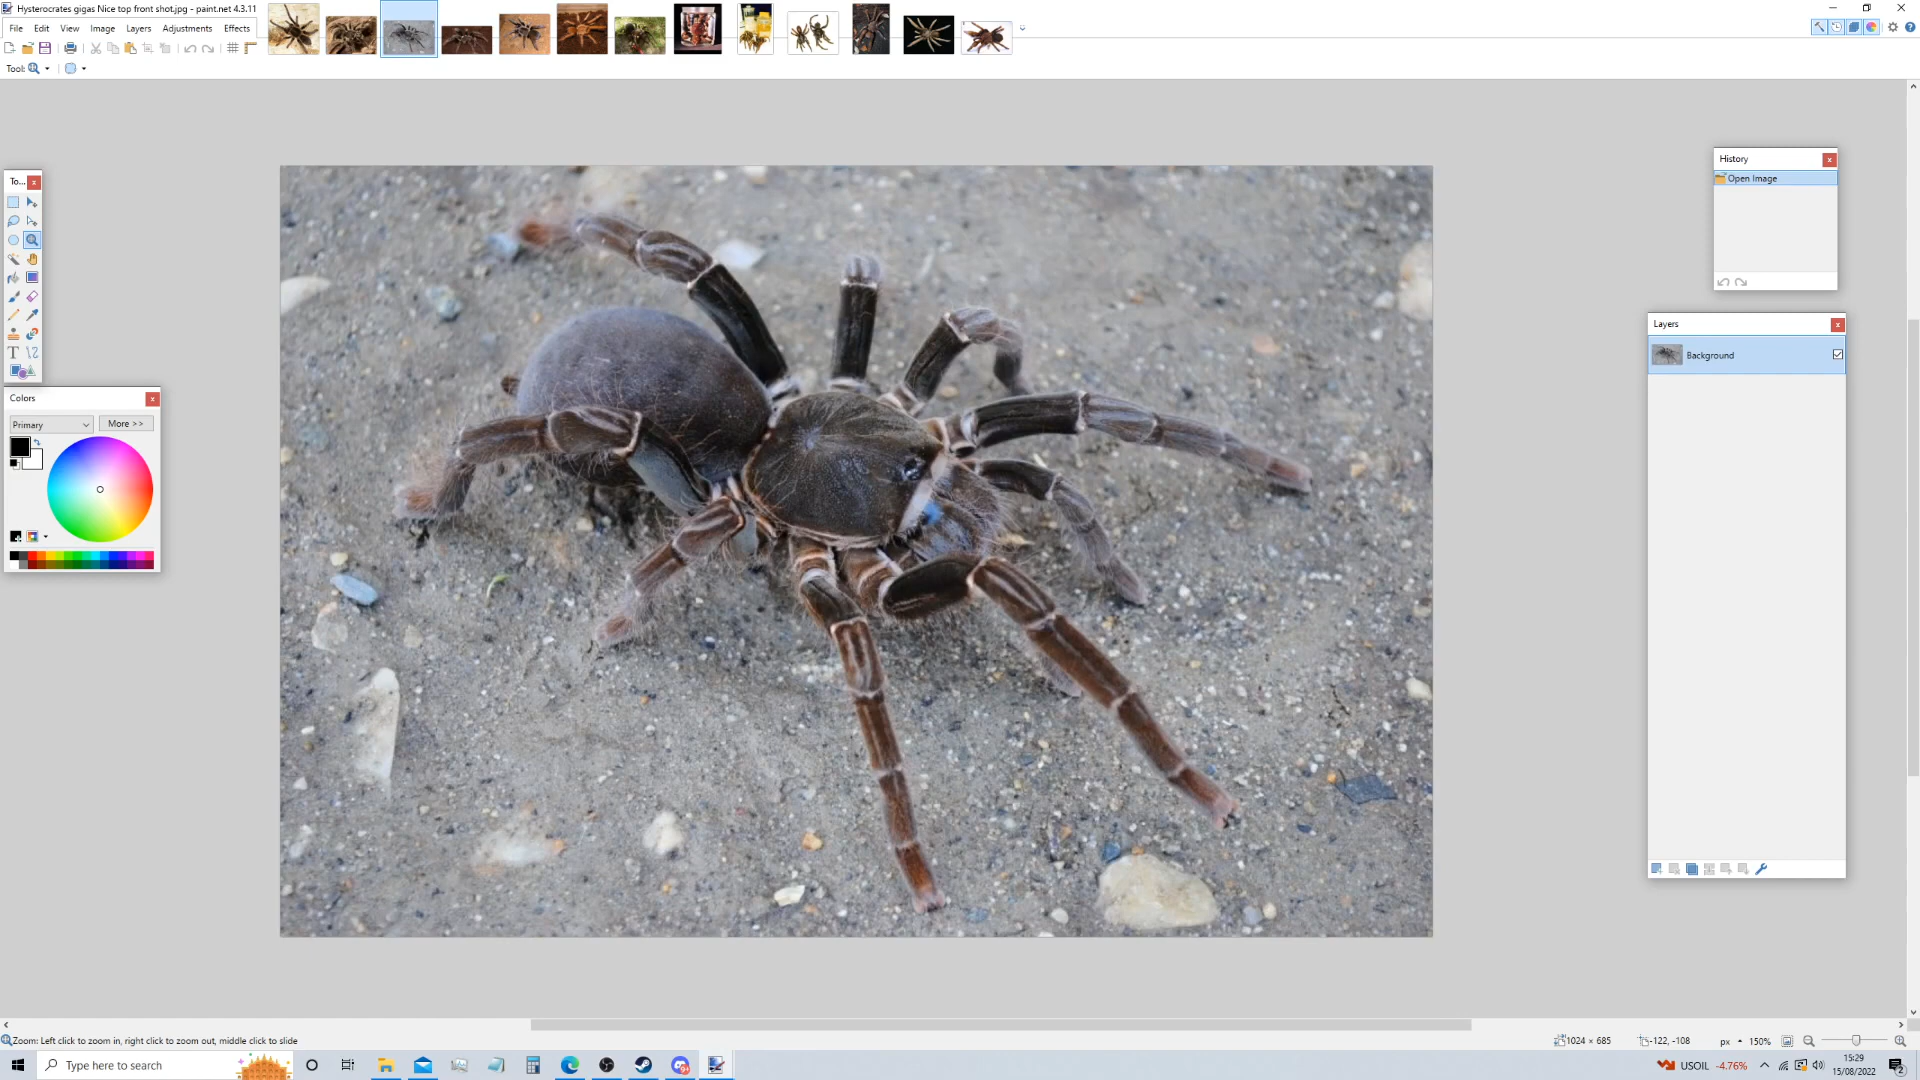 Hysterocrates gigas Nice top front shot.jpg - paint.net 4.3.11
File Edit View Image Layers Adjustments Effects
Tool:
To...
History
Open Image
Layers
Background
Colors
Primary
More >>
Zoom: Left click to zoom in, right click to zoom out, middle click to slide
1024 × 685
-122, -108
px
150%
Type here to search
USOIL -4.76%
15:29
15/08/2022
2